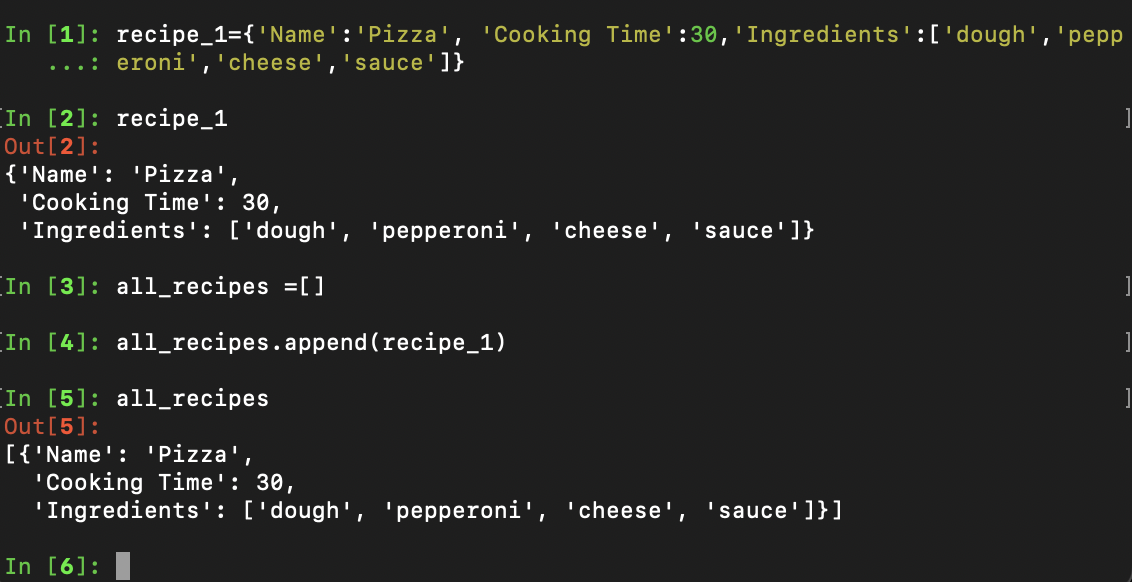 In [1]: recipe_1={'Name':'Pizza', 'Cooking Time':30,'Ingredients':['dough','pepp
   ...: eroni','cheese','sauce']}
[In [2]: recipe_1 ]
Out[2]:
{'Name': 'Pizza',
 'Cooking Time': 30,
 'Ingredients': ['dough', 'pepperoni', 'cheese', 'sauce']}
[In [3]: all_recipes =[] ]
[In [4]: all_recipes.append(recipe_1) ]
[In [5]: all_recipes ]
Out[5]:
[{'Name': 'Pizza',
  'Cooking Time': 30,
  'Ingredients': ['dough', 'pepperoni', 'cheese', 'sauce']}]
In [6]: